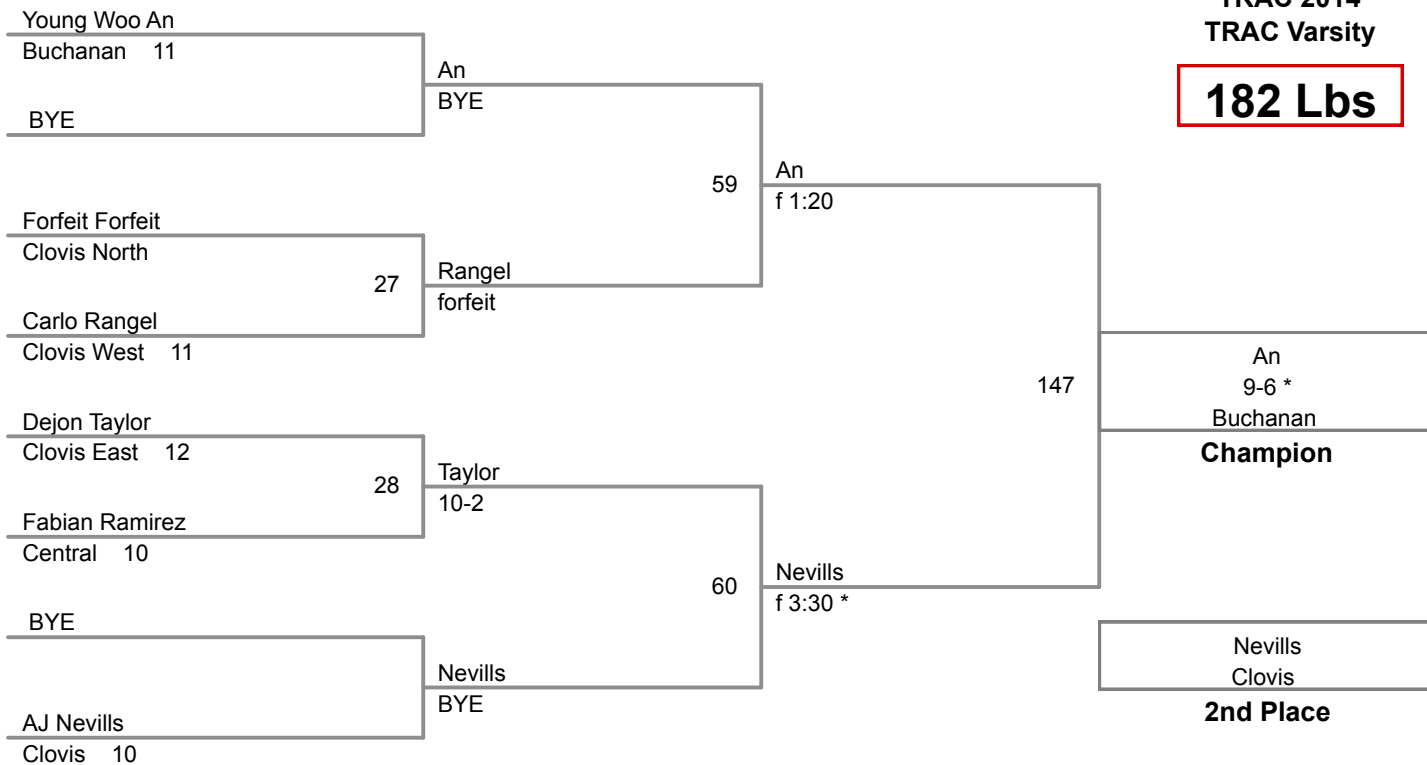 TRAC 2014
TRAC Varsity
182 Lbs
Young Woo An
Buchanan 11
BYE
Forfeit Forfeit
Clovis North
27
Carlo Rangel
Clovis West 11
Dejon Taylor
Clovis East 12
28
Fabian Ramirez
Central 10
BYE
AJ Nevills
Clovis 10
An
BYE
59
Rangel
forfeit
Taylor
10-2
60
Nevills
BYE
An
f 1:20
147
Nevills
f 3:30 *
An
9-6 *
Buchanan
Champion
Nevills
Clovis
2nd Place